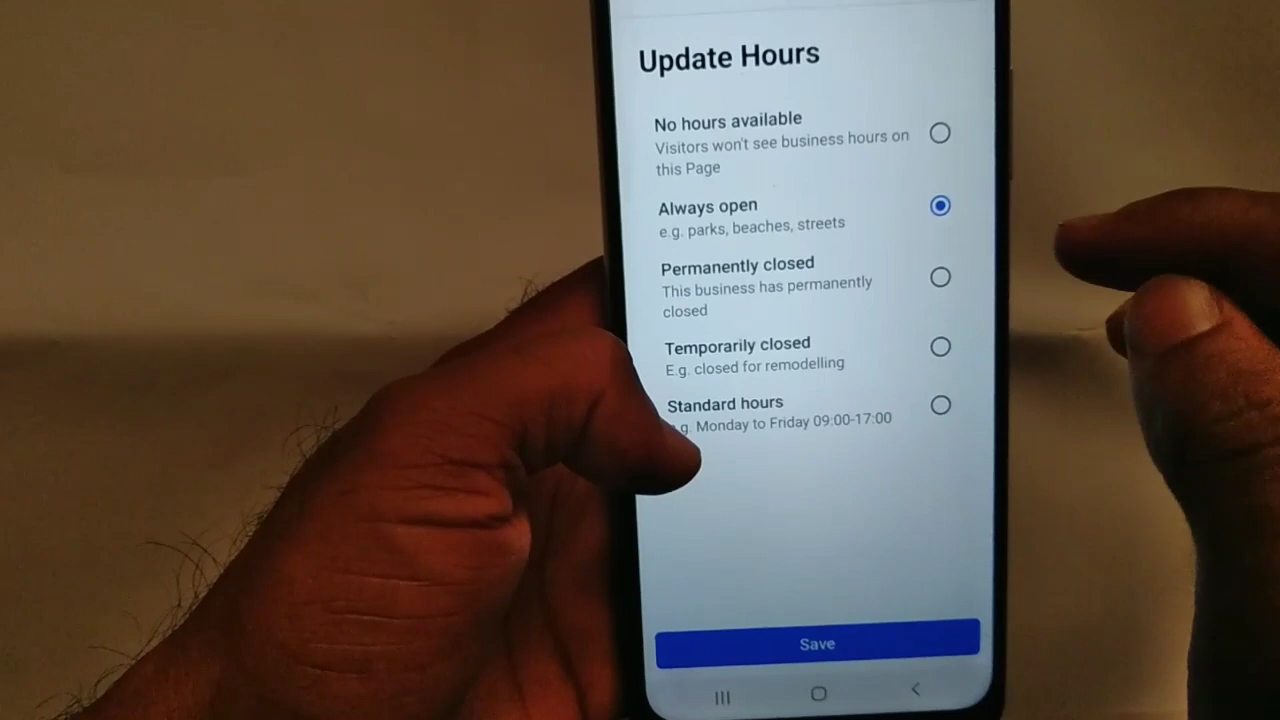 Update Hours
No hours available
Visitors won't see business hours on
this Page
Always open
e.g. parks, beaches, streets
Permanently closed
This business has permanently
closed
Temporarily closed
E.g. closed for remodelling
Standard hours
.g. Monday to Friday 09:00-17:00
Save